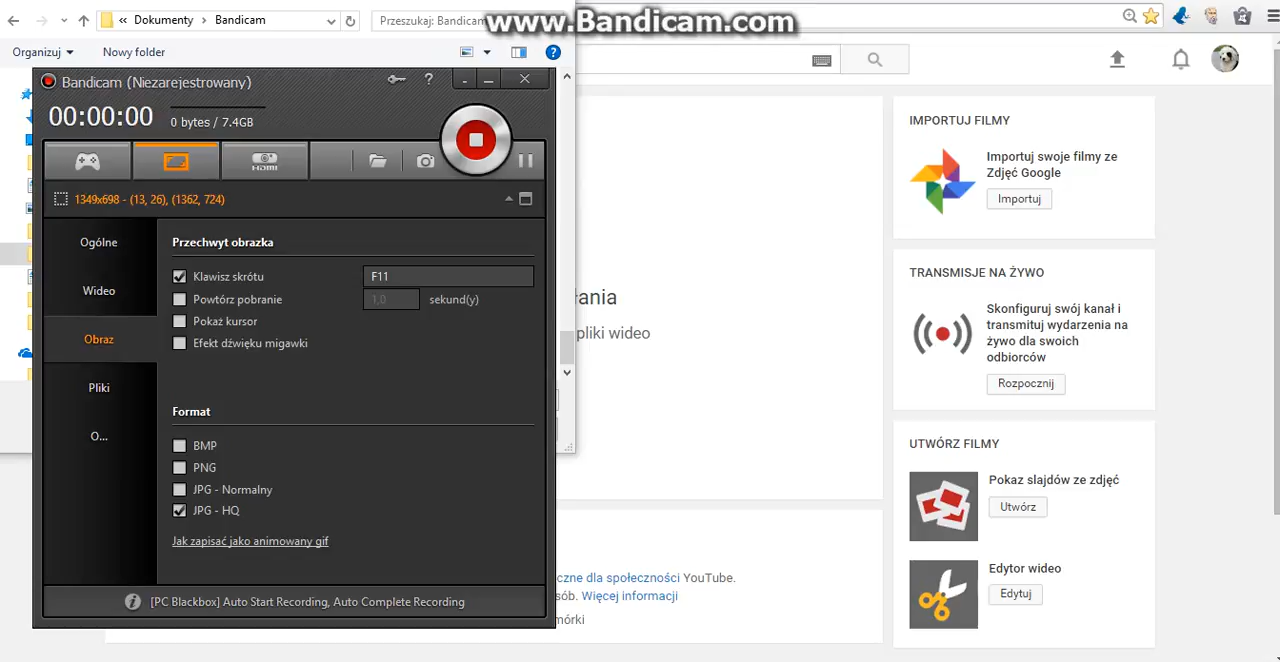 « Dokumenty › Bandicam
Przeszukaj: Bandicam
www.Bandicam.com
Organizuj
Nowy folder
Bandicam (Niezarejestrowany)
00:00:00
0 bytes / 7.4GB
HDMI
1349x698 - (13, 26), (1362, 724)
Ogólne
Wideo
Obraz
Pliki
O...
Przechwyt obrazka
Klawisz skrótu
F11
Powtórz pobranie
1,0
sekund(y)
Pokaż kursor
Efekt dźwięku migawki
Format
BMP
PNG
JPG - Normalny
JPG - HQ
Jak zapisać jako animowany gif
[PC Blackbox] Auto Start Recording, Auto Complete Recording
ania
pliki wideo
czne dla społeczności YouTube.
sób. Więcej informacji
mórki
IMPORTUJ FILMY
Importuj swoje filmy ze
Zdjęć Google
Importuj
TRANSMISJE NA ŻYWO
Skonfiguruj swój kanał i
transmituj wydarzenia na
żywo dla swoich
odbiorców
Rozpocznij
UTWÓRZ FILMY
Pokaz slajdów ze zdjęć
Utwórz
Edytor wideo
Edytuj